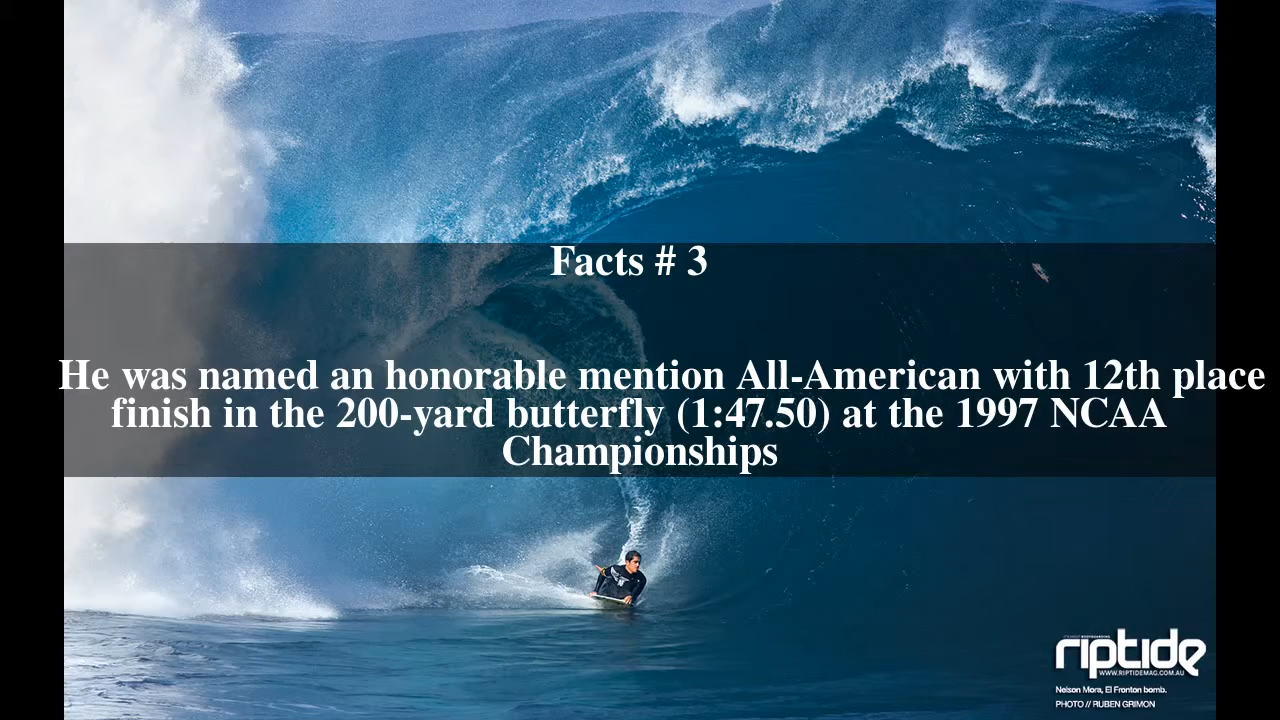 Facts # 3
He was named an honorable mention All-American with 12th place
finish in the 200-yard butterfly (1:47.50) at the 1997 NCAA
Championships
riptide
WWW.RIPTIDEMAG.COM.AU
Nelson Mora, El Fronton bomb.
PHOTO // RUBEN GRIMON